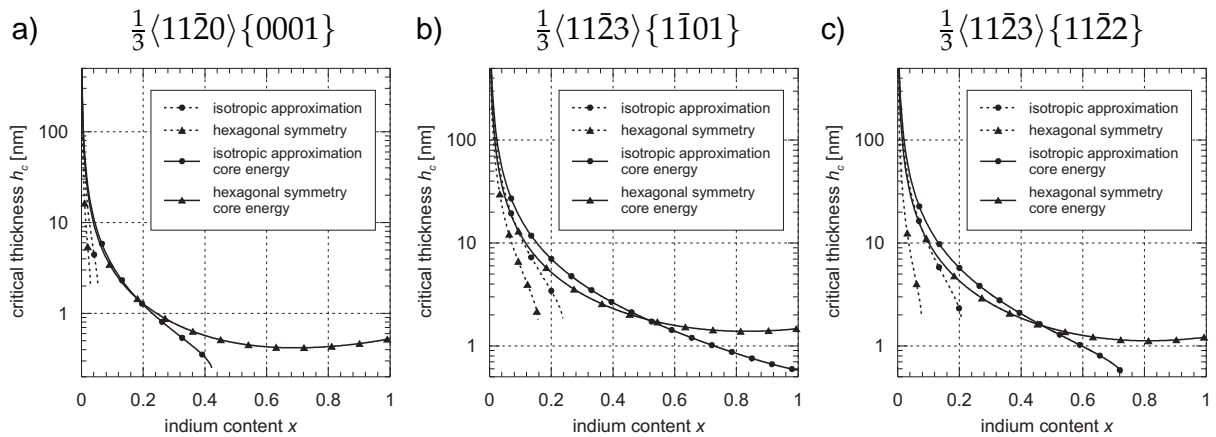 a) ⅓⟨112̄0⟩{0001}
critical thickness h_c [nm]
100
10
1
0 0.2 0.4 0.6 0.8 1
indium content x
isotropic approximation
hexagonal symmetry
isotropic approximation
core energy
hexagonal symmetry
core energy
b) ⅓⟨112̄3⟩{11̄01}
critical thickness h_c [nm]
100
10
1
0 0.2 0.4 0.6 0.8 1
indium content x
isotropic approximation
hexagonal symmetry
isotropic approximation
core energy
hexagonal symmetry
core energy
c) ⅓⟨112̄3⟩{112̄2}
critical thickness h_c [nm]
100
10
1
0 0.2 0.4 0.6 0.8 1
indium content x
isotropic approximation
hexagonal symmetry
isotropic approximation
core energy
hexagonal symmetry
core energy